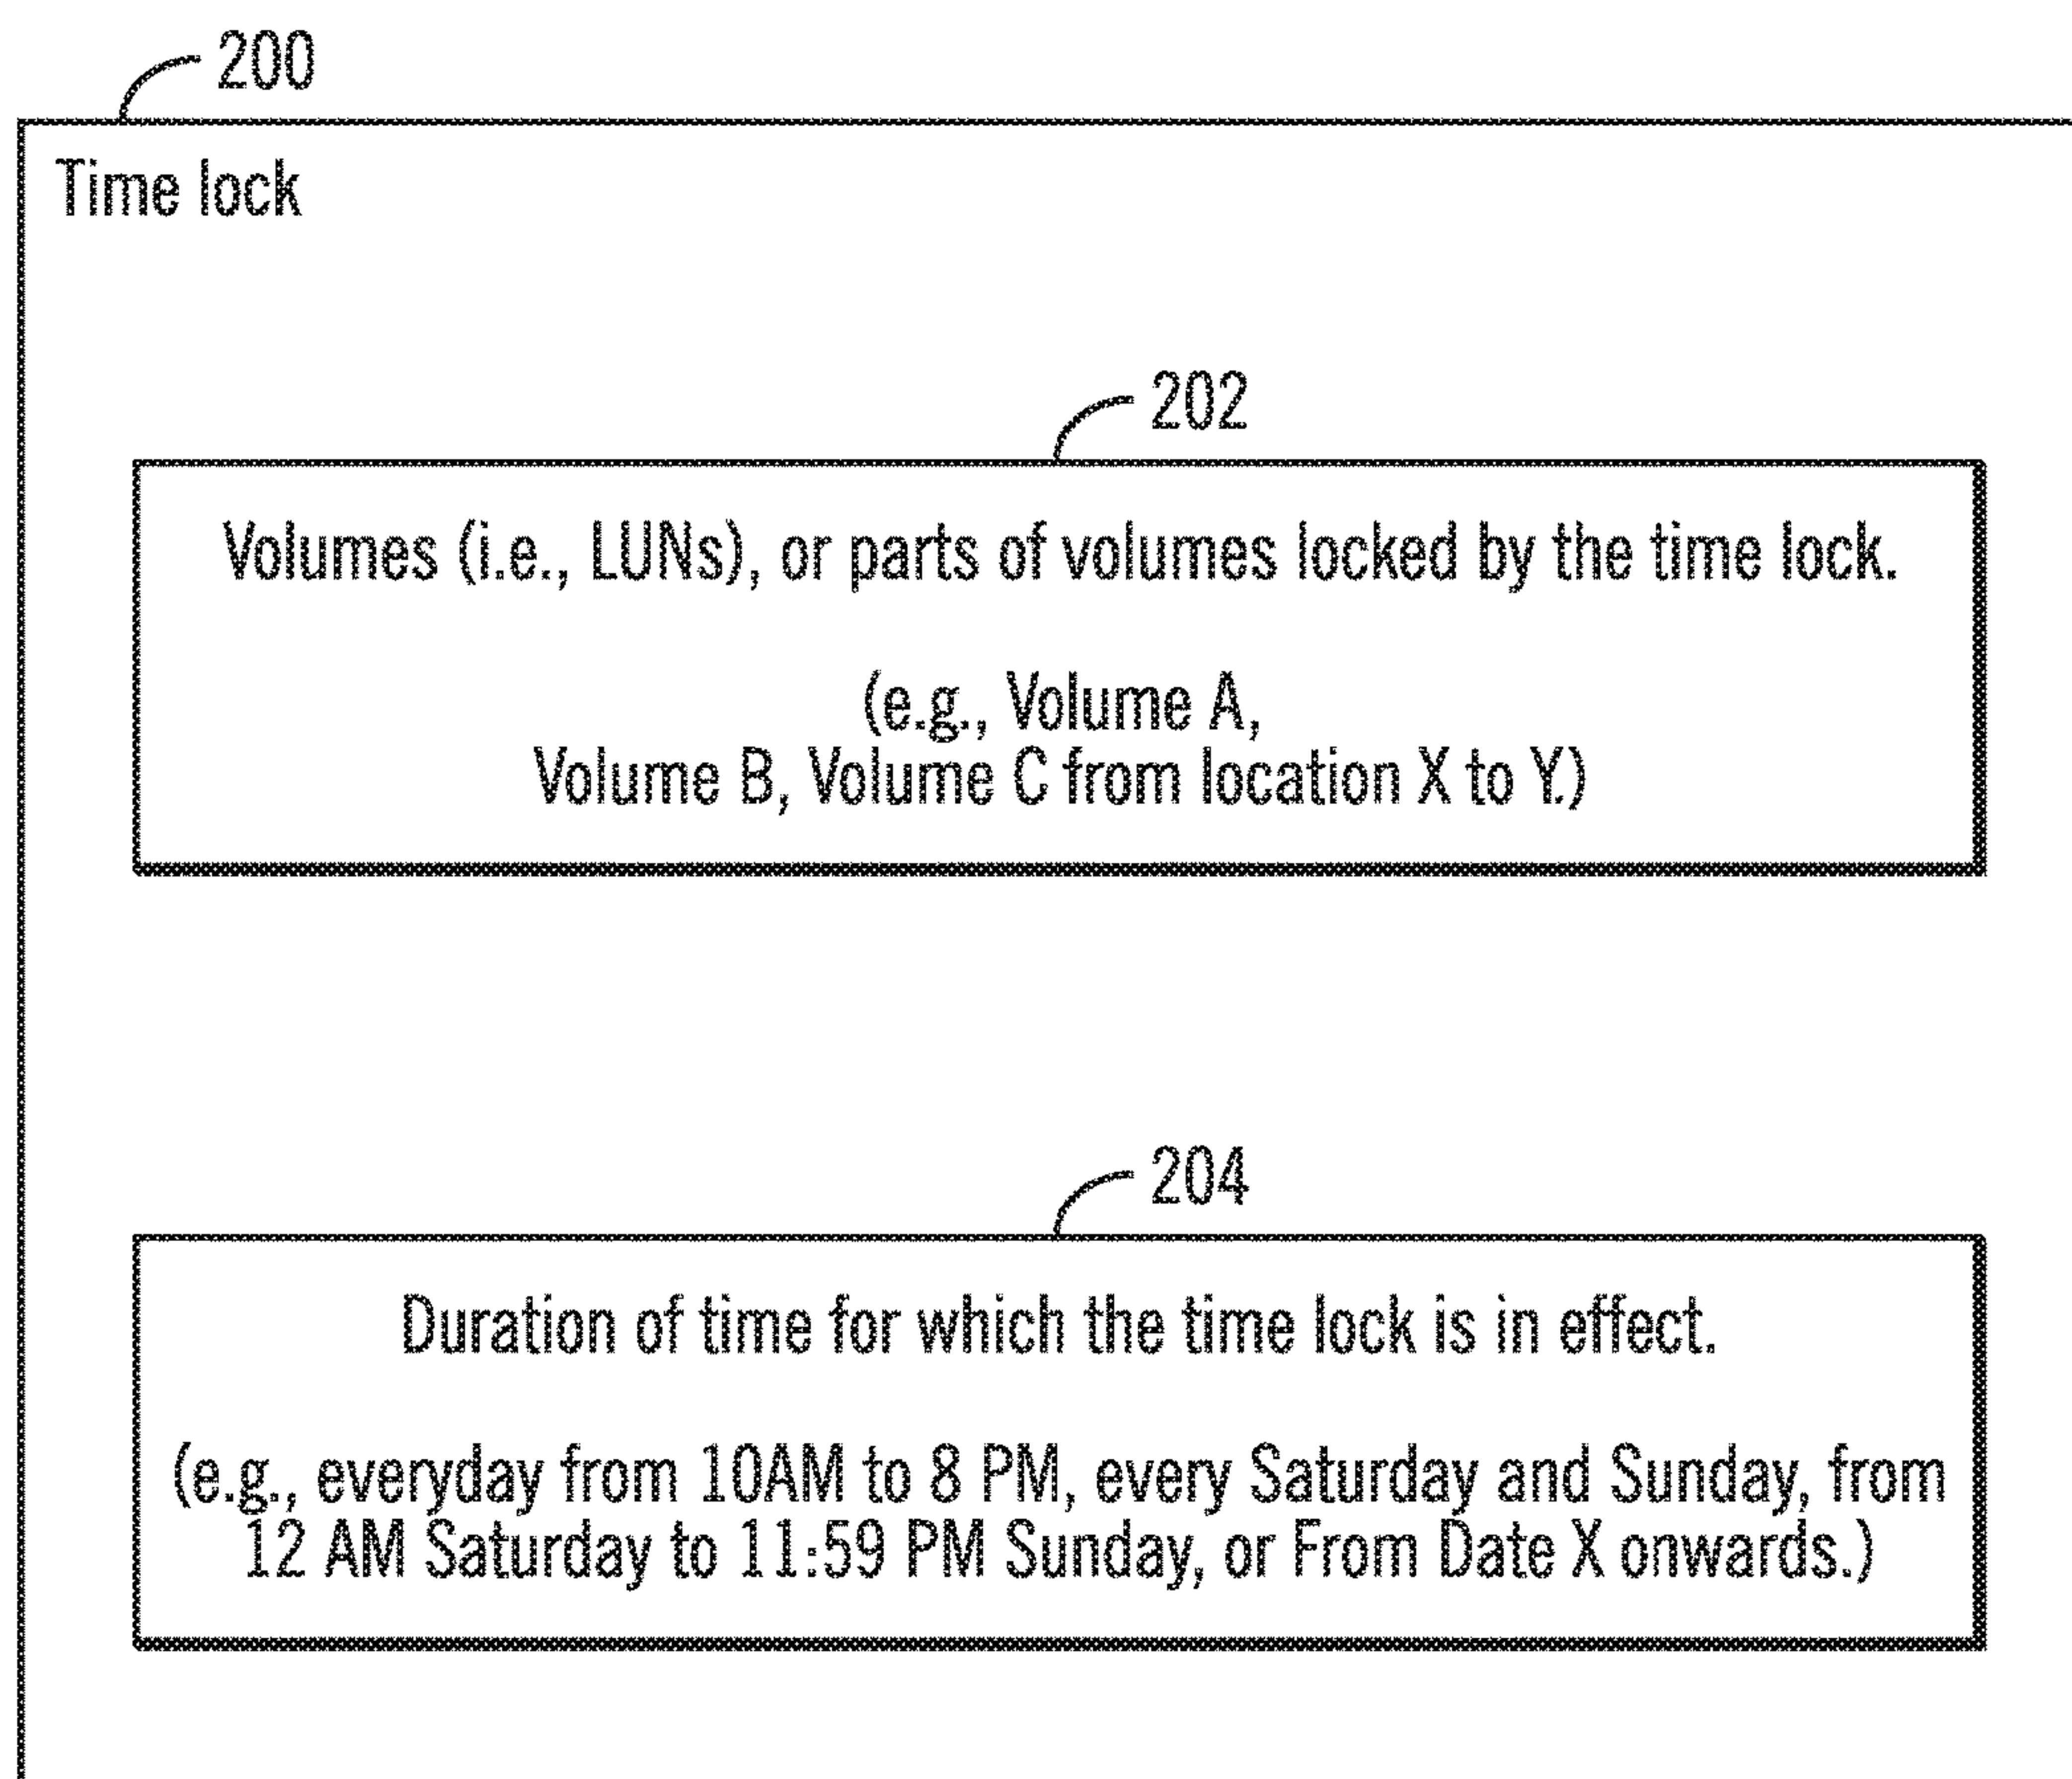 200
Time lock
202
Volumes (i.e., LUNs), or parts of volumes locked by the time lock.
(e.g., Volume A,
Volume B, Volume C from location X to Y.)
204
Duration of time for which the time lock is in effect.
(e.g., everyday from 10AM to 8 PM, every Saturday and Sunday, from
12 AM Saturday to 11:59 PM Sunday, or From Date X onwards.)